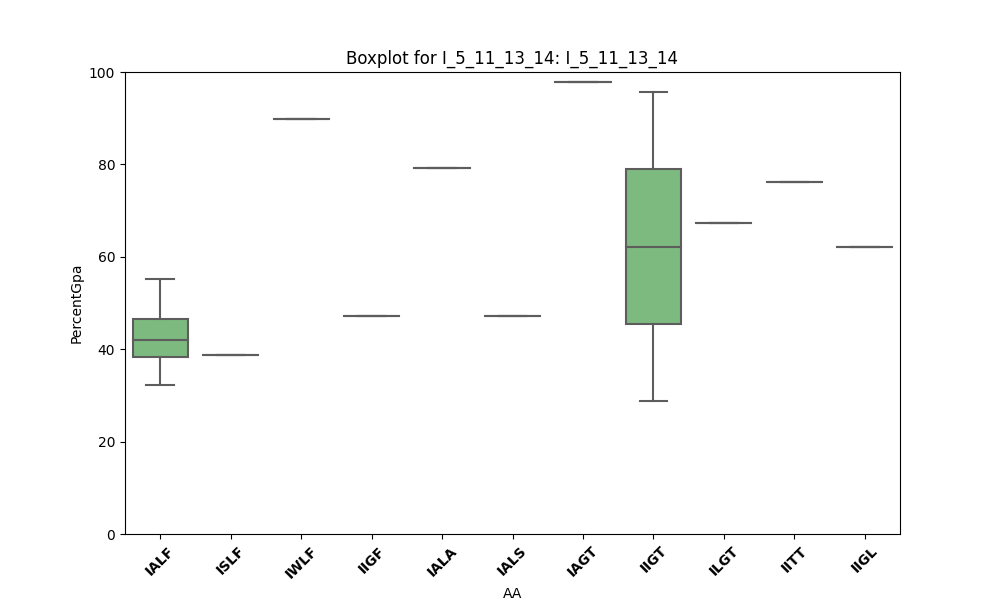 Boxplot for I_5_11_13_14: I_5_11_13_14
100
80
60
40
20
0
PercentGpa
IALF ISLF IWLF IIGF IALA IALS IAGT IIGT ILGT IITT IIGL
AA